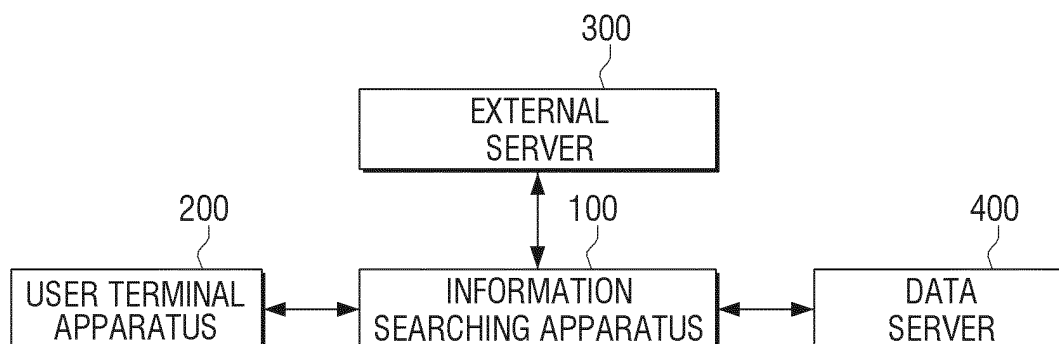 300
EXTERNAL
SERVER
200
100
400
USER TERMINAL
APPARATUS
INFORMATION
SEARCHING APPARATUS
DATA
SERVER